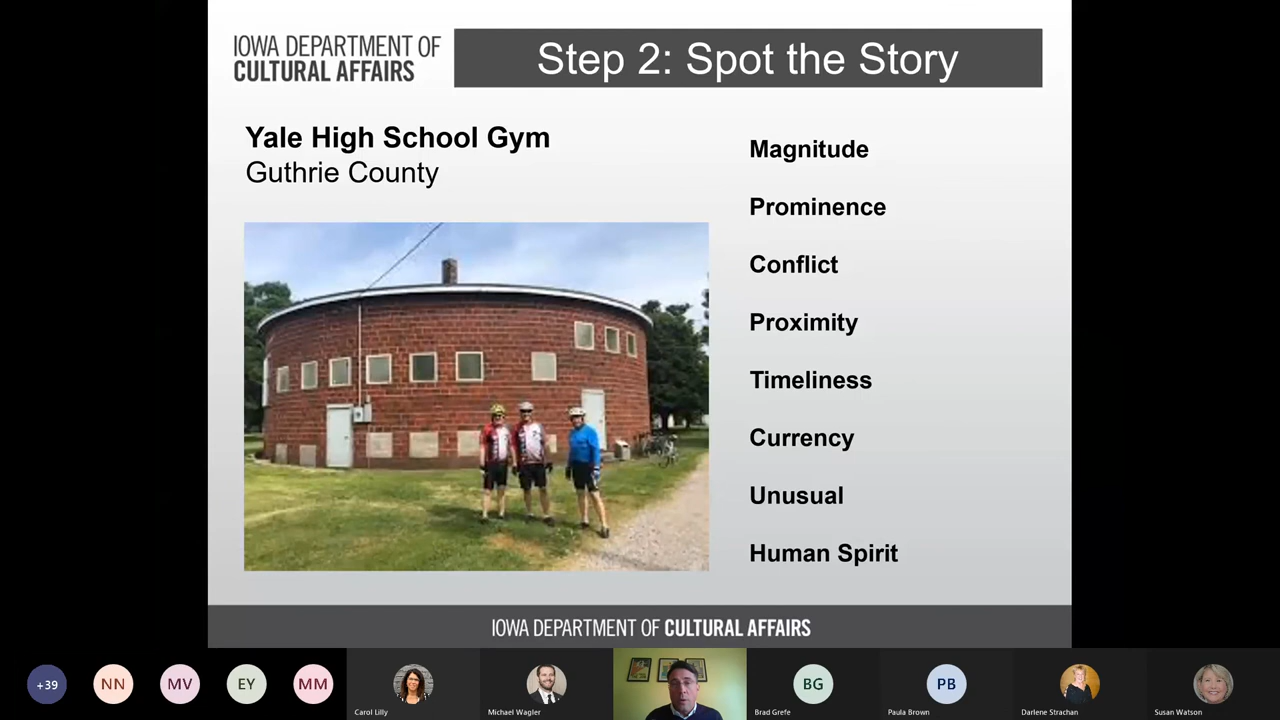 IOWA DEPARTMENT OF
CULTURAL AFFAIRS
Step 2: Spot the Story
Yale High School Gym
Guthrie County
Magnitude
Prominence
Conflict
Proximity
Timeliness
Currency
Unusual
Human Spirit
IOWA DEPARTMENT OF CULTURAL AFFAIRS
+39
NN
MV
EY
MM
BG
PB
Carol Lilly
Michael Wagler
Brad Grefe
Paula Brown
Darlene Strachan
Susan Watson